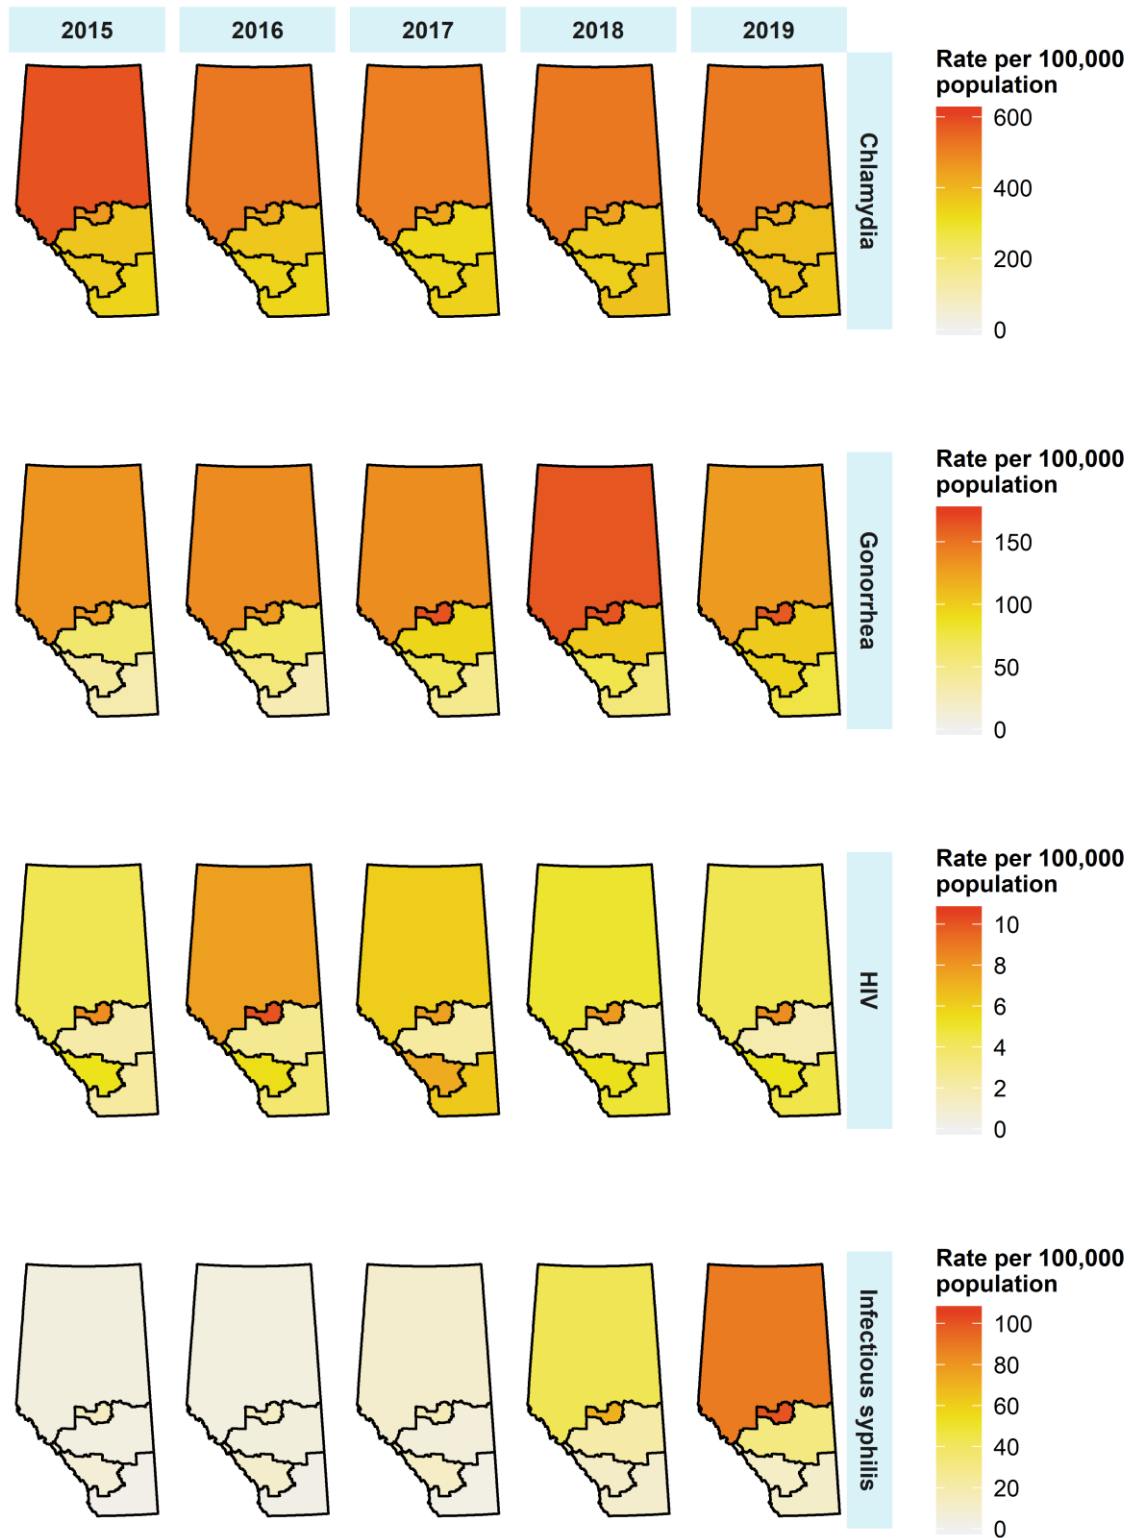 2015
2016
2017
2018
2019
Chlamydia
Rate per 100,000
population
600
400
200
0
Gonorrhea
Rate per 100,000
population
150
100
50
0
HIV
Rate per 100,000
population
10
8
6
4
2
0
Infectious syphilis
Rate per 100,000
population
100
80
60
40
20
0